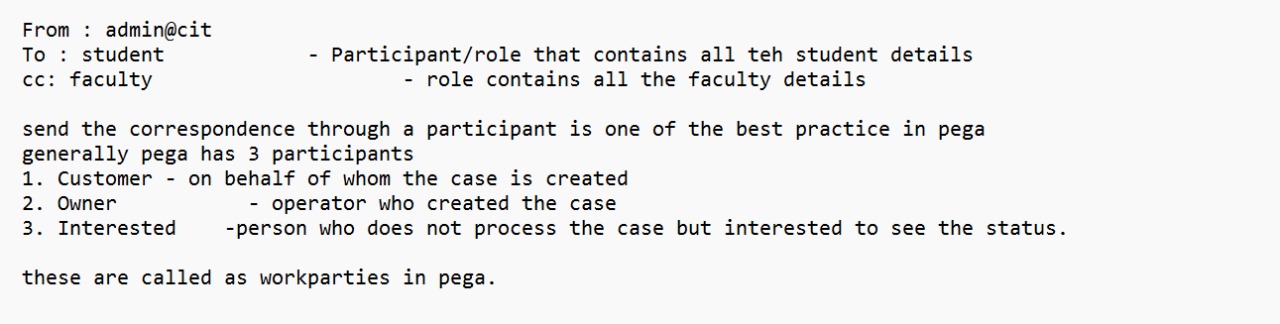 From : admin@cit
To : student - Participant/role that contains all teh student details
cc: faculty - role contains all the faculty details
send the correspondence through a participant is one of the best practice in pega
generally pega has 3 participants
1. Customer - on behalf of whom the case is created
2. Owner - operator who created the case
3. Interested -person who does not process the case but interested to see the status.
these are called as workparties in pega.